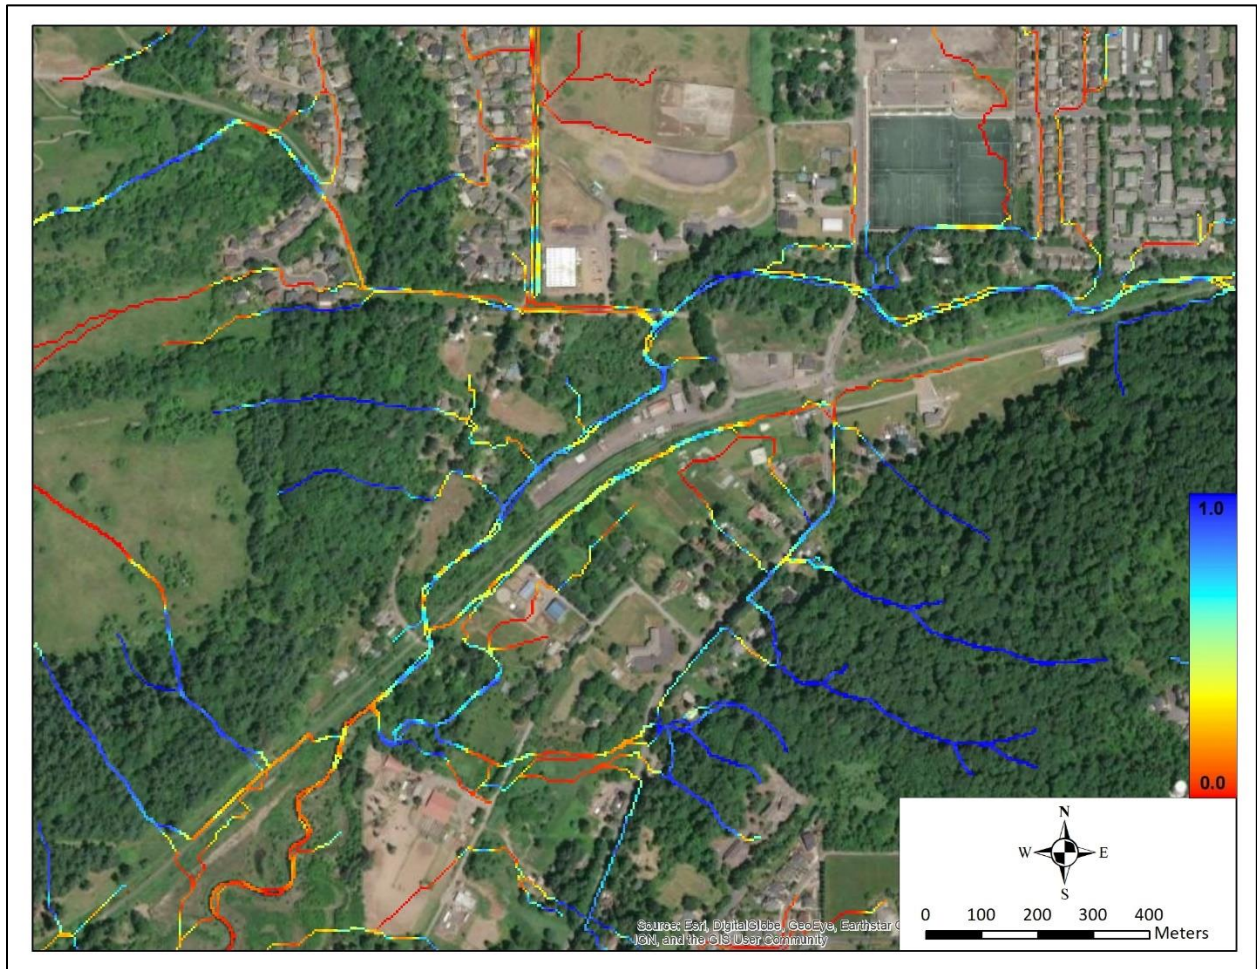 1.0
0.0
N
W E
S
0 100 200 300 400
Meters
Source: Esri, DigitalGlobe, GeoEye, Earthstar
IGN, and the GIS User Community